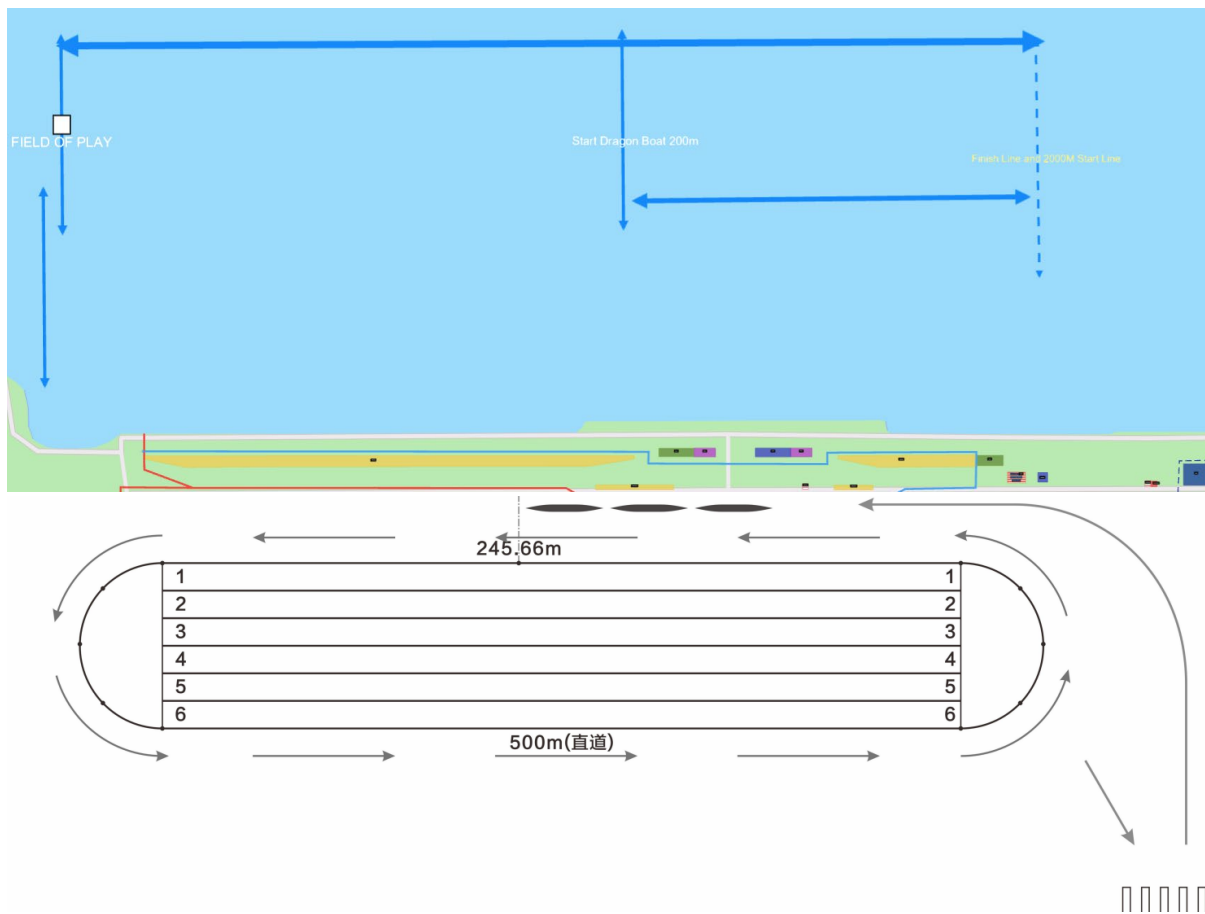 FIELD OF PLAY
Start Dragon Boat 200m
Finish Line and 2000M Start Line
245.66m
1 1
2 2
3 3
4 4
5 5
6 6
500m(直道)